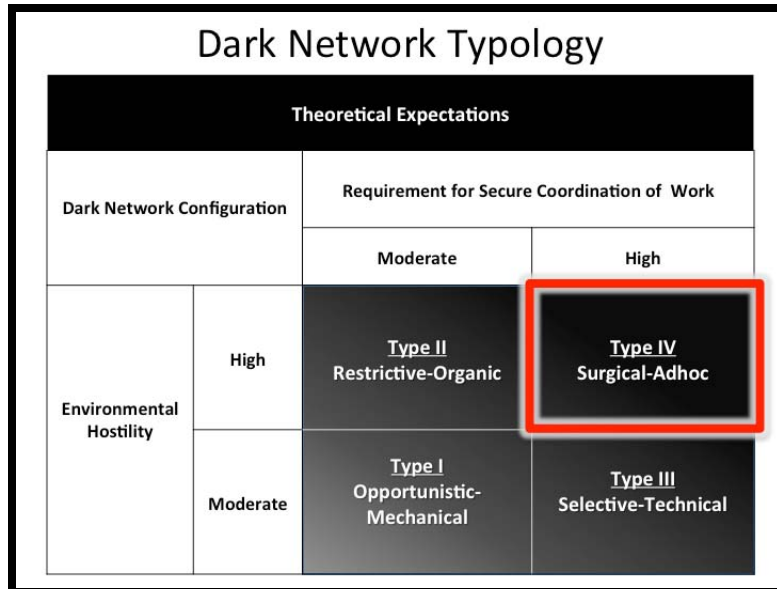 Dark Network Typology
Theoretical Expectations
Dark Network Configuration
Requirement for Secure Coordination of Work
Moderate
High
Environmental
Hostility
High
Type II
Restrictive-Organic
Type IV
Surgical-Adhoc
Moderate
Type I
Opportunistic-
Mechanical
Type III
Selective-Technical